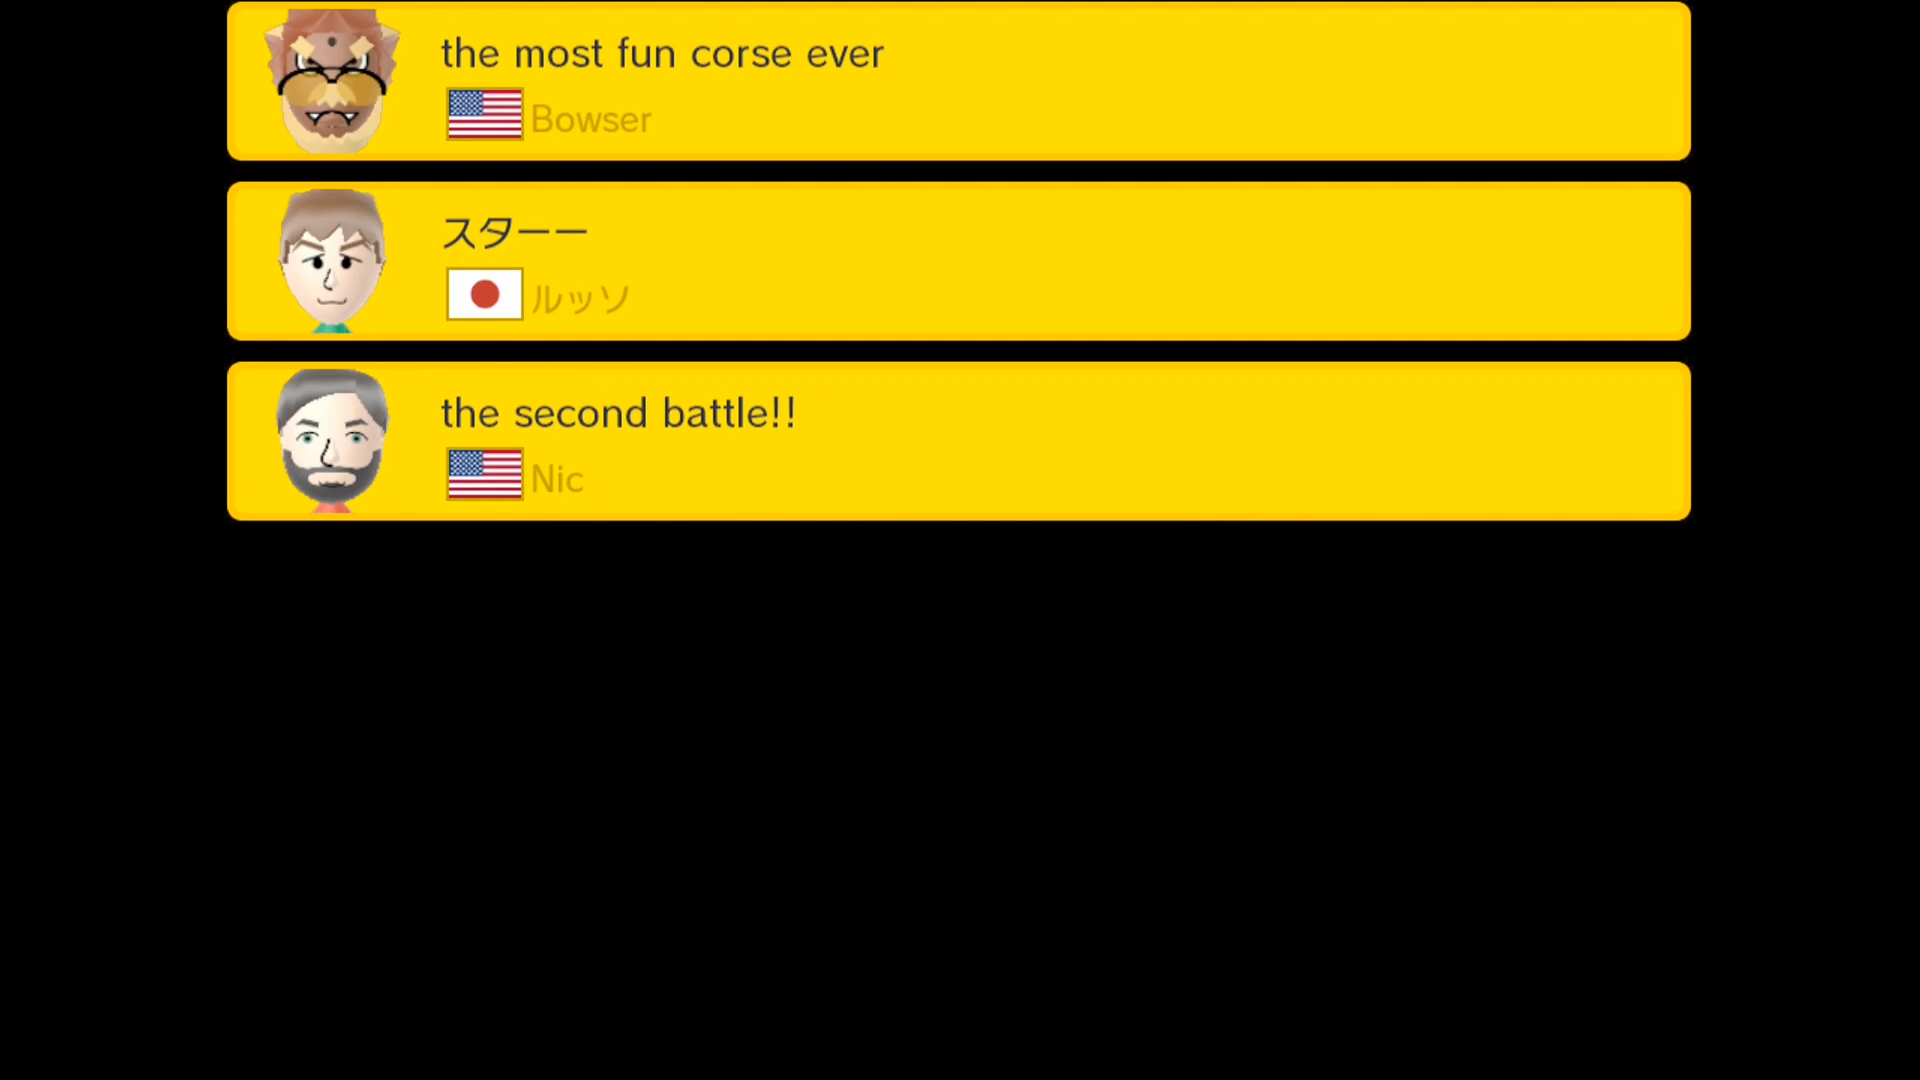 the most fun corse ever
Bowser
スターー
ルッソ
the second battle!!
Nic